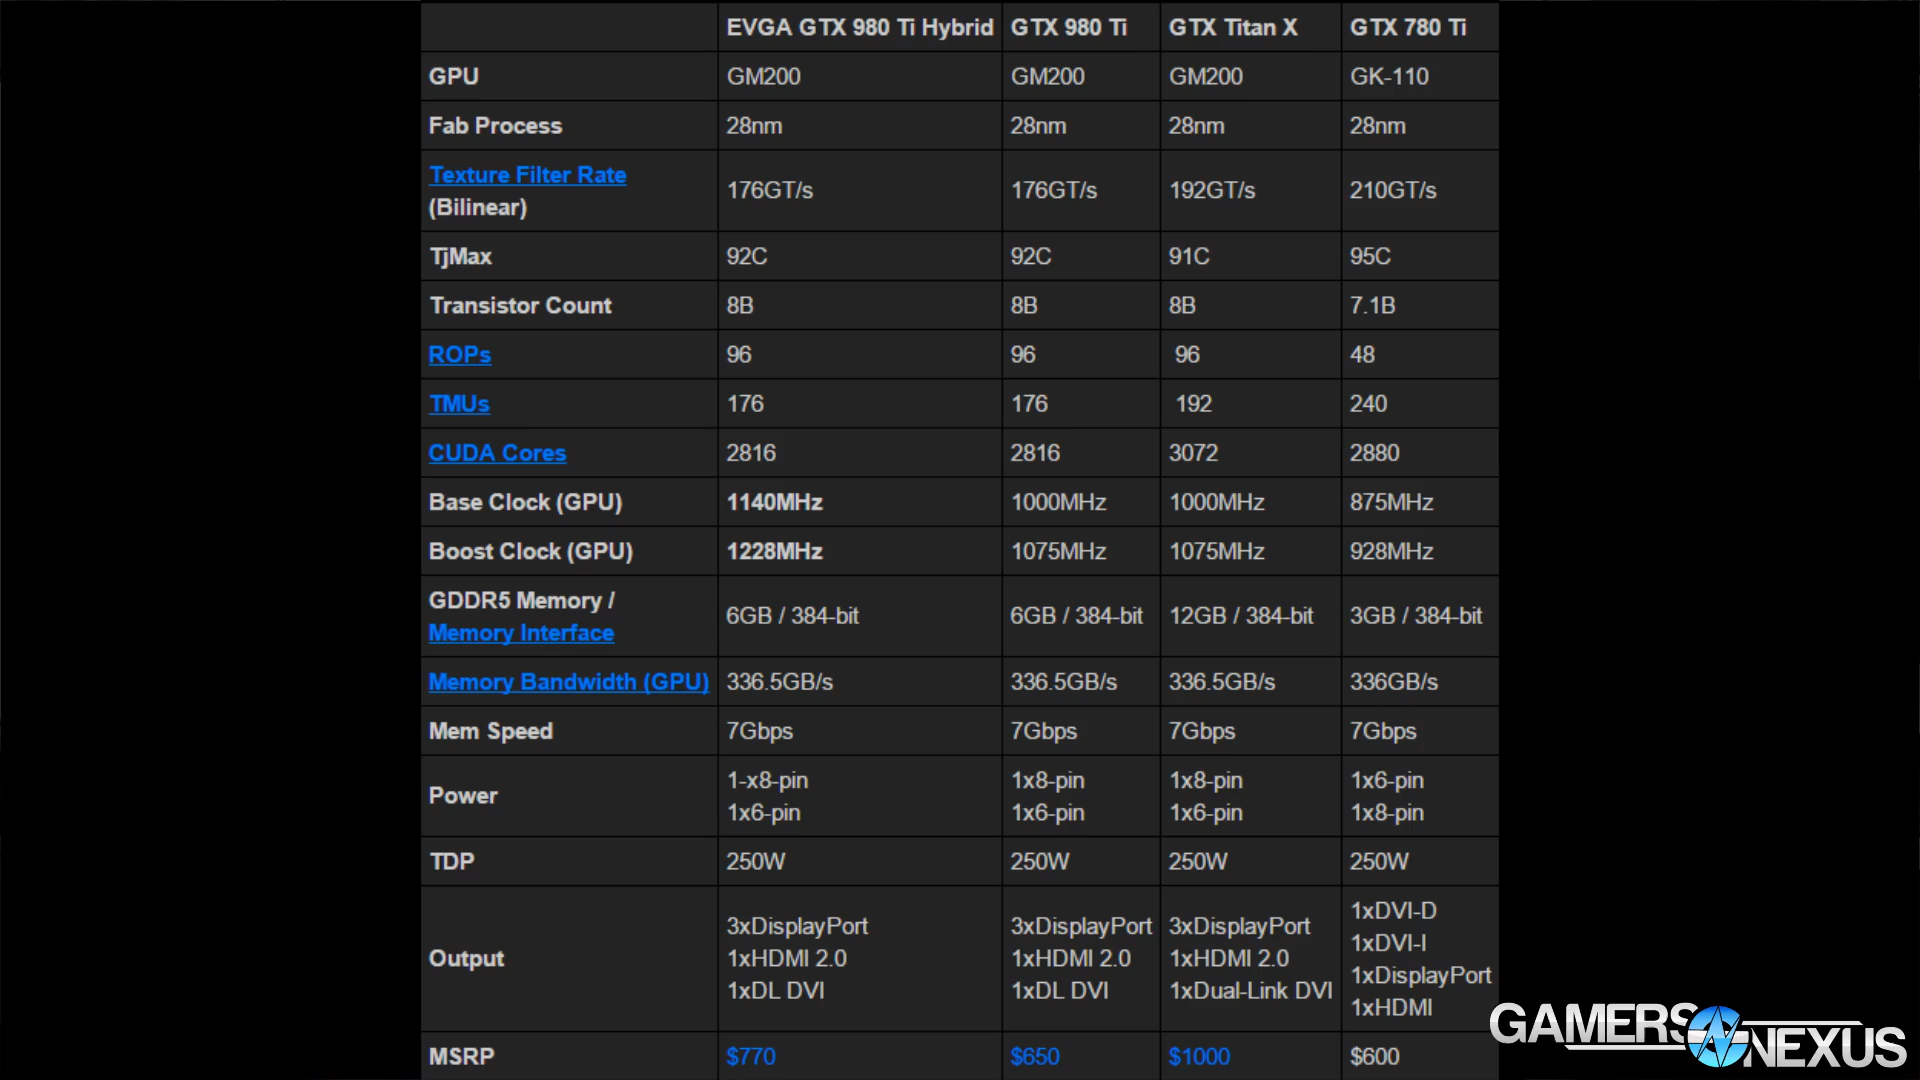 EVGA GTX 980 Ti Hybrid GTX 980 Ti GTX Titan X GTX 780 Ti
GPU GM200 GM200 GM200 GK-110
Fab Process 28nm 28nm 28nm 28nm
Texture Filter Rate
(Bilinear) 176GT/s 176GT/s 192GT/s 210GT/s
TjMax 92C 92C 91C 95C
Transistor Count 8B 8B 8B 7.1B
ROPs 96 96 96 48
TMUs 176 176 192 240
CUDA Cores 2816 2816 3072 2880
Base Clock (GPU) 1140MHz 1000MHz 1000MHz 875MHz
Boost Clock (GPU) 1228MHz 1075MHz 1075MHz 928MHz
GDDR5 Memory /
Memory Interface 6GB / 384-bit 6GB / 384-bit 12GB / 384-bit 3GB / 384-bit
Memory Bandwidth (GPU) 336.5GB/s 336.5GB/s 336.5GB/s 336GB/s
Mem Speed 7Gbps 7Gbps 7Gbps 7Gbps
Power 1-x8-pin 1x8-pin 1x8-pin 1x6-pin
1x6-pin 1x6-pin 1x6-pin 1x8-pin
TDP 250W 250W 250W 250W
Output
3xDisplayPort
1xHDMI 2.0
1xDL DVI
3xDisplayPort
1xHDMI 2.0
1xDL DVI
3xDisplayPort
1xHDMI 2.0
1xDual-Link DVI
1xDVI-D
1xDVI-I
1xDisplayPort
1xHDMI
MSRP $770 $650 $1000 $600
GAMERS NEXUS